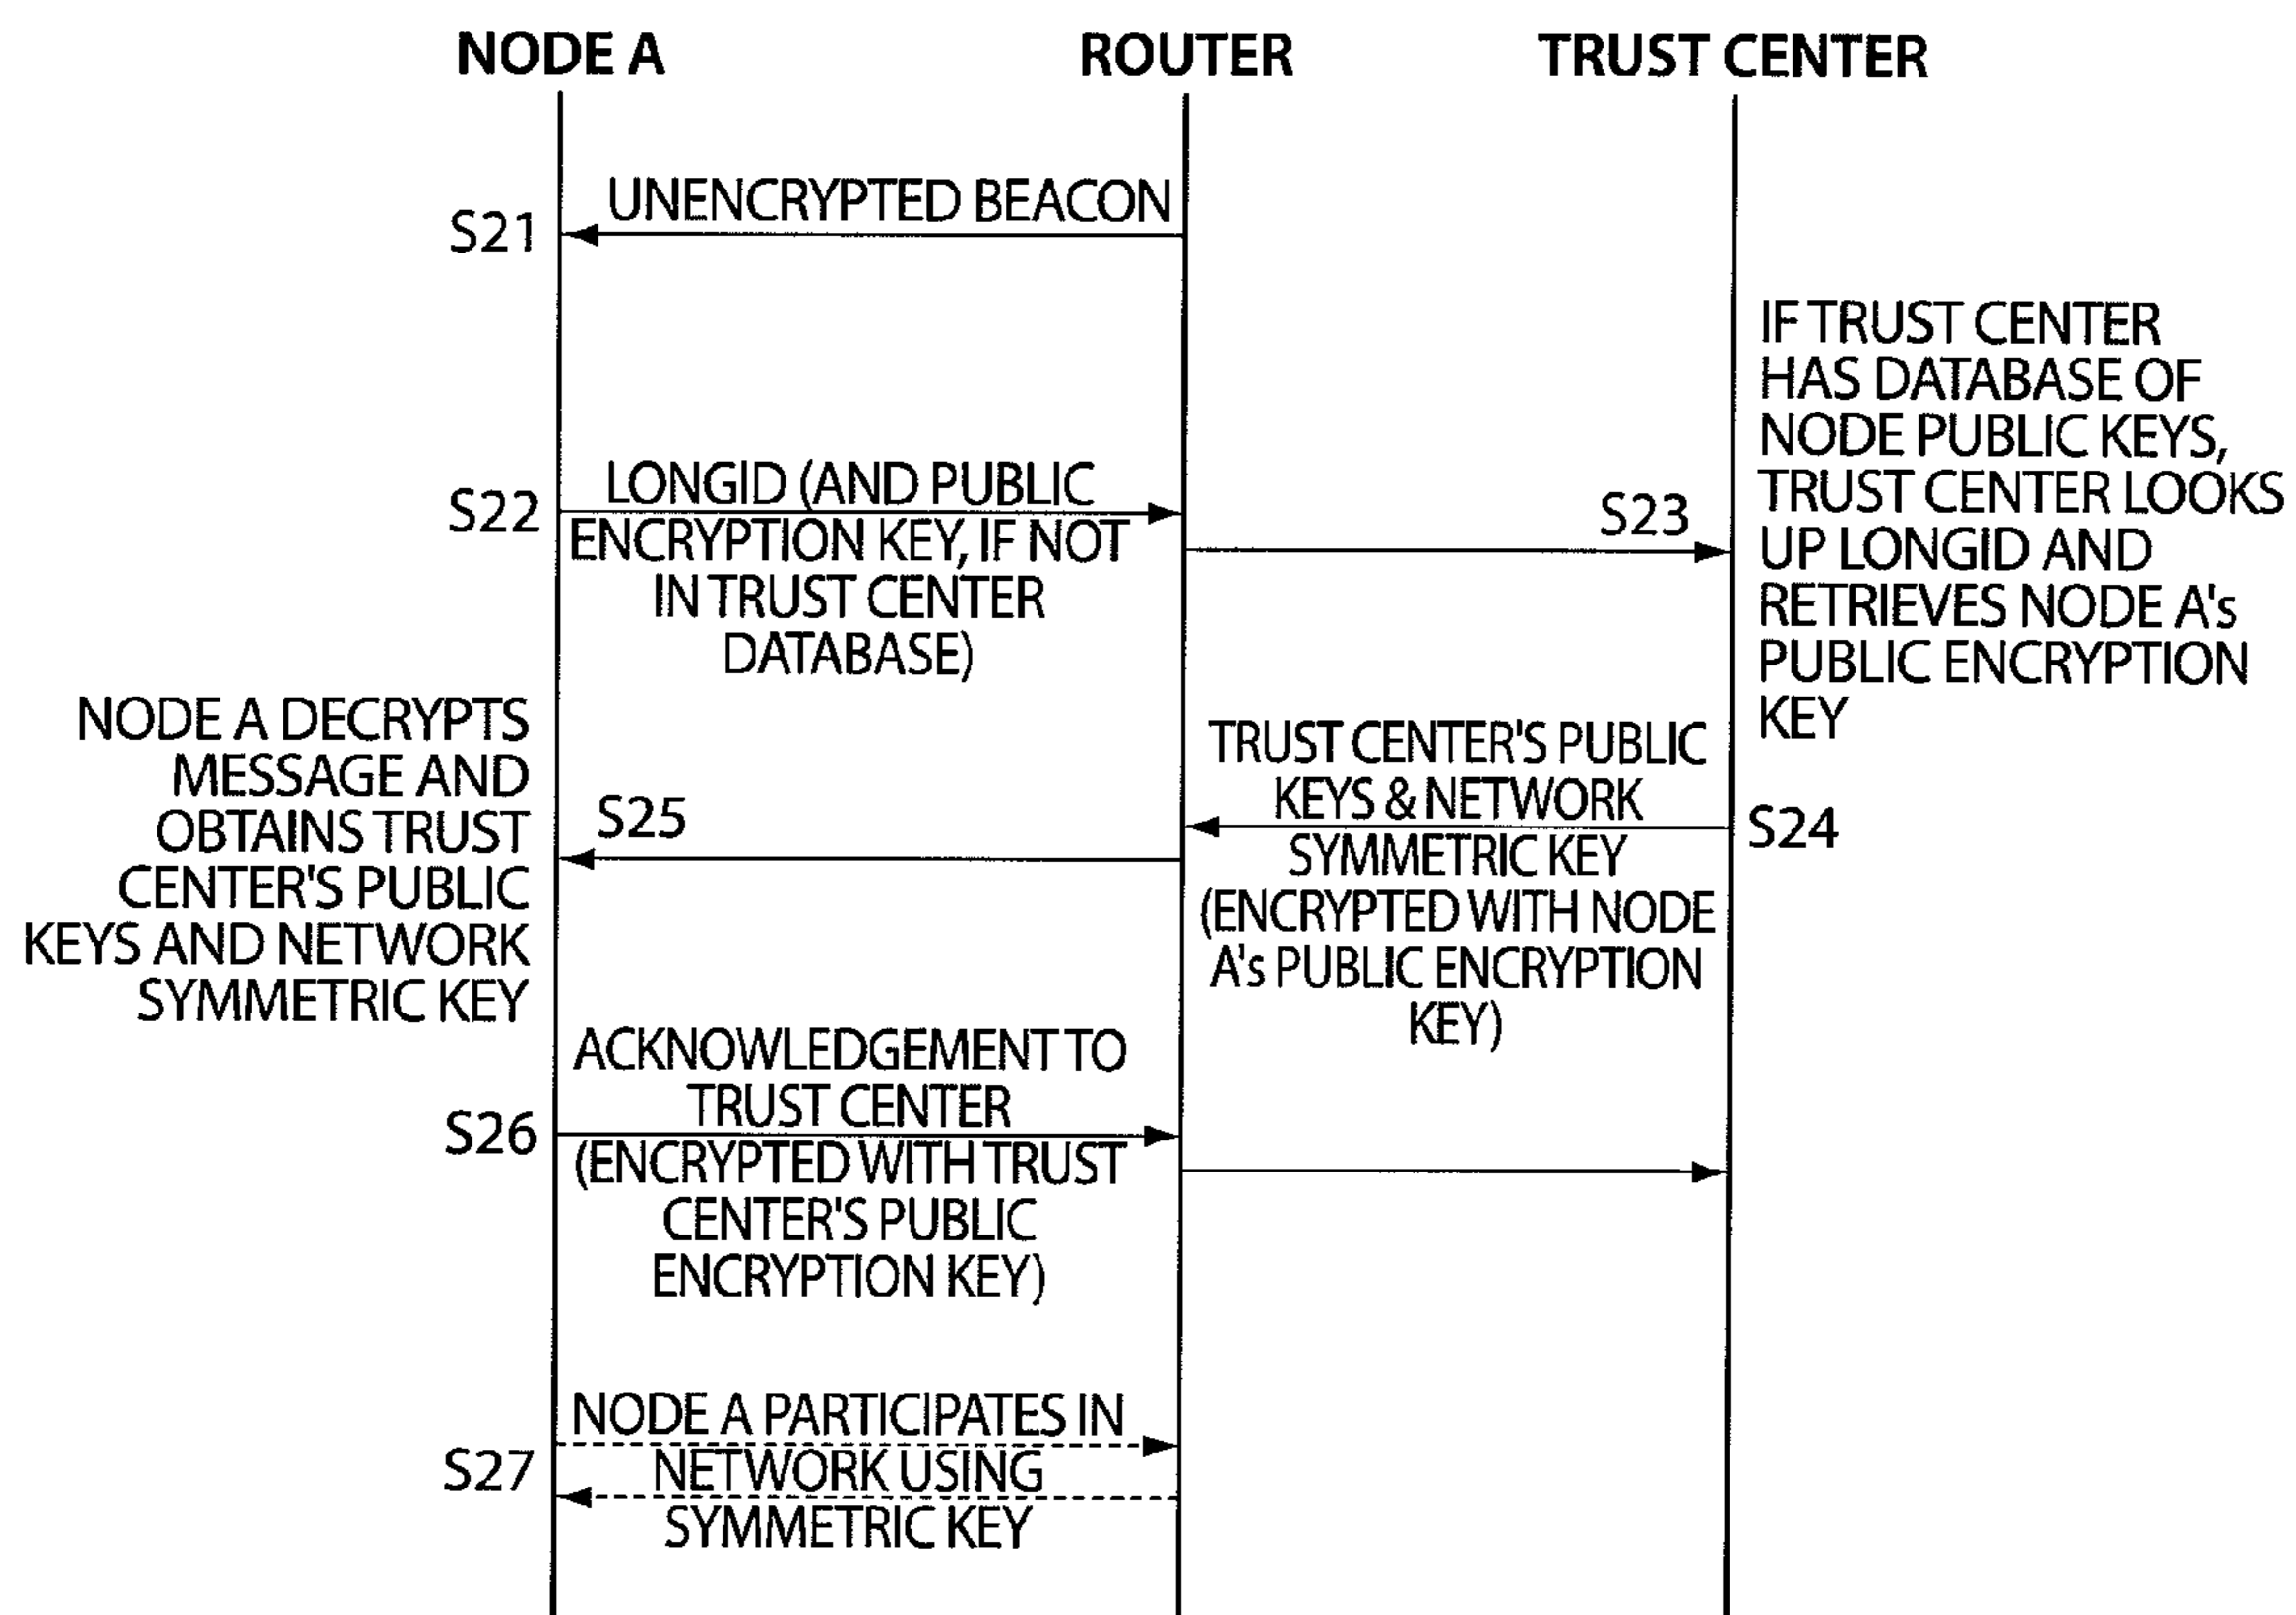 NODE A
ROUTER
TRUST CENTER
UNENCRYPTED BEACON
S21
IF TRUST CENTER
HAS DATABASE OF
NODE PUBLIC KEYS,
TRUST CENTER LOOKS
UP LONGID AND
RETRIEVES NODE A's
PUBLIC ENCRYPTION
KEY
S22
LONGID (AND PUBLIC
ENCRYPTION KEY, IF NOT
IN TRUST CENTER
DATABASE)
S23
TRUST CENTER'S PUBLIC
KEYS & NETWORK
SYMMETRIC KEY
(ENCRYPTED WITH NODE
A's PUBLIC ENCRYPTION
KEY)
S24
NODE A DECRYPTS
MESSAGE AND
OBTAINS TRUST
CENTER'S PUBLIC
KEYS AND NETWORK
SYMMETRIC KEY
S25
ACKNOWLEDGEMENT TO
TRUST CENTER
(ENCRYPTED WITH TRUST
CENTER'S PUBLIC
ENCRYPTION KEY)
S26
NODE A PARTICIPATES IN
NETWORK USING
SYMMETRIC KEY
S27